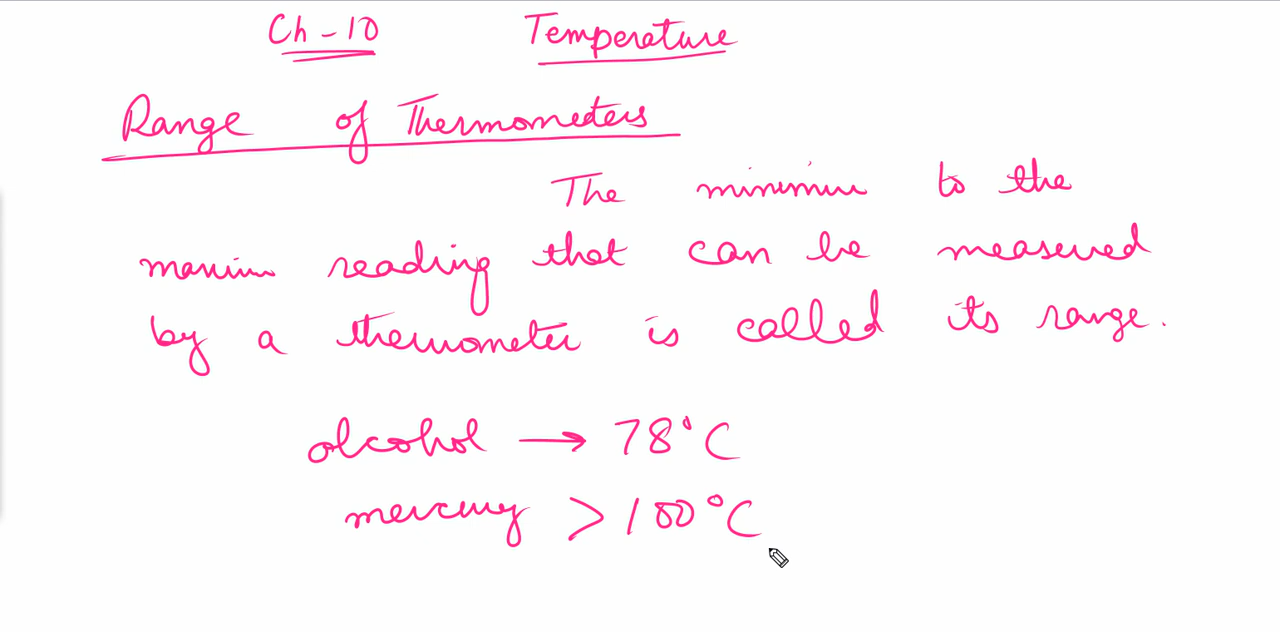 Ch - 10 Temperature
Range of Thermometers
The minimum to the
maximum reading that can be measured
by a thermometer is called its range.
alcohol → 78°C
mercury > 100°C